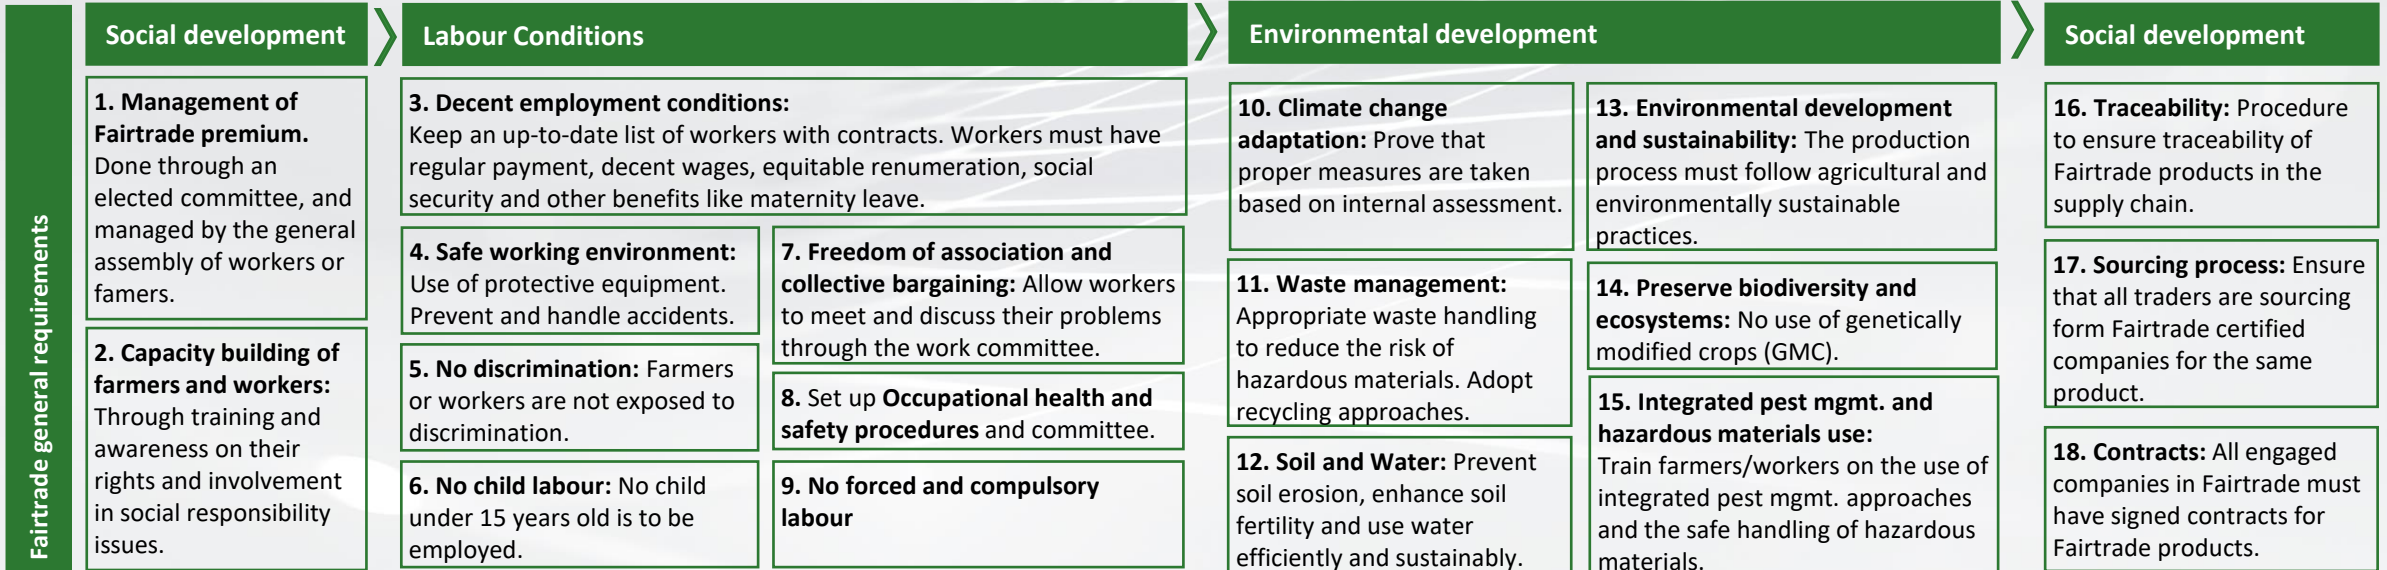 Fairtrade general requirements
Social development
1. Management of
Fairtrade premium.
Done through an
elected committee, and
managed by the general
assembly of workers or
famers.
2. Capacity building of
farmers and workers:
Through training and
awareness on their
rights and involvement
in social responsibility
issues.
Labour Conditions
3. Decent employment conditions:
Keep an up-to-date list of workers with contracts. Workers must have
regular payment, decent wages, equitable renumeration, social
security and other benefits like maternity leave.
4. Safe working environment:
Use of protective equipment.
Prevent and handle accidents.
5. No discrimination: Farmers
or workers are not exposed to
discrimination.
6. No child labour: No child
under 15 years old is to be
employed.
7. Freedom of association and
collective bargaining: Allow workers
to meet and discuss their problems
through the work committee.
8. Set up Occupational health and
safety procedures and committee.
9. No forced and compulsory
labour
Environmental development
10. Climate change
adaptation: Prove that
proper measures are taken
based on internal assessment.
11. Waste management:
Appropriate waste handling
to reduce the risk of
hazardous materials. Adopt
recycling approaches.
12. Soil and Water: Prevent
soil erosion, enhance soil
fertility and use water
efficiently and sustainably.
13. Environmental development
and sustainability: The production
process must follow agricultural and
environmentally sustainable
practices.
14. Preserve biodiversity and
ecosystems: No use of genetically
modified crops (GMC).
15. Integrated pest mgmt. and
hazardous materials use:
Train farmers/workers on the use of
integrated pest mgmt. approaches
and the safe handling of hazardous
materials.
Social development
16. Traceability: Procedure
to ensure traceability of
Fairtrade products in the
supply chain.
17. Sourcing process: Ensure
that all traders are sourcing
form Fairtrade certified
companies for the same
product.
18. Contracts: All engaged
companies in Fairtrade must
have signed contracts for
Fairtrade products.